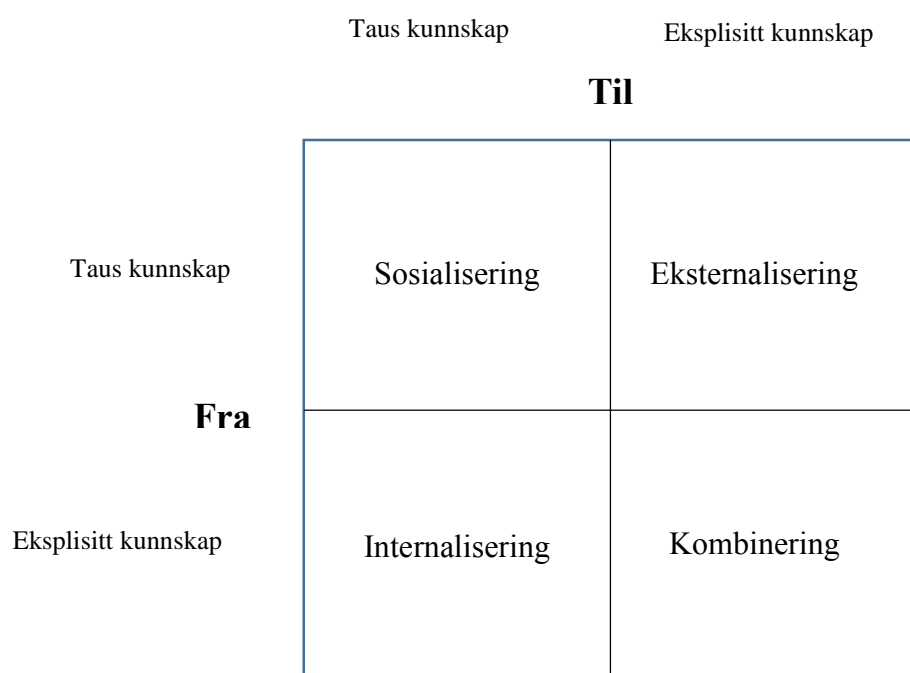 Taus kunnskap
Eksplisitt kunnskap
Til
Taus kunnskap
Sosialisering
Eksternalisering
Fra
Eksplisitt kunnskap
Internalisering
Kombinering